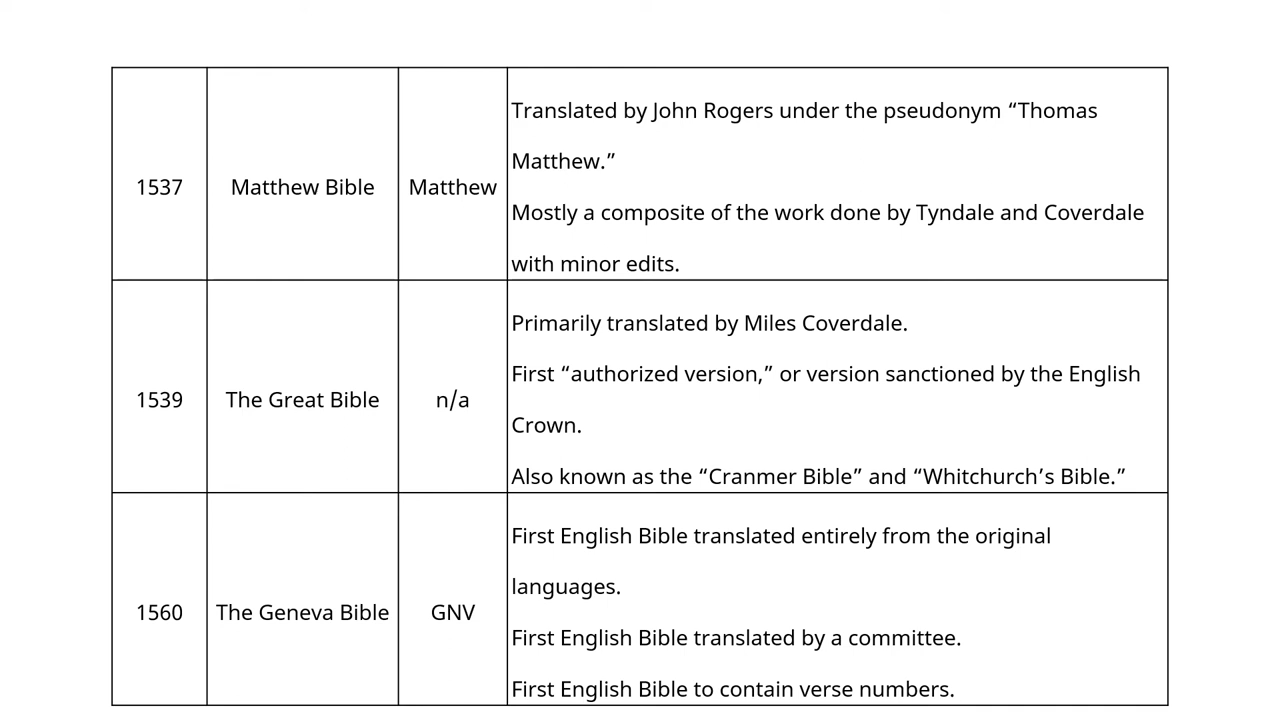 Translated by John Rogers under the pseudonym “Thomas
Matthew.”
1537 Matthew Bible Matthew
Mostly a composite of the work done by Tyndale and Coverdale
with minor edits.
Primarily translated by Miles Coverdale.
First “authorized version,” or version sanctioned by the English
1539 The Great Bible n/a
Crown.
Also known as the “Cranmer Bible” and “Whitchurch’s Bible.”
First English Bible translated entirely from the original
languages.
1560 The Geneva Bible GNV
First English Bible translated by a committee.
First English Bible to contain verse numbers.